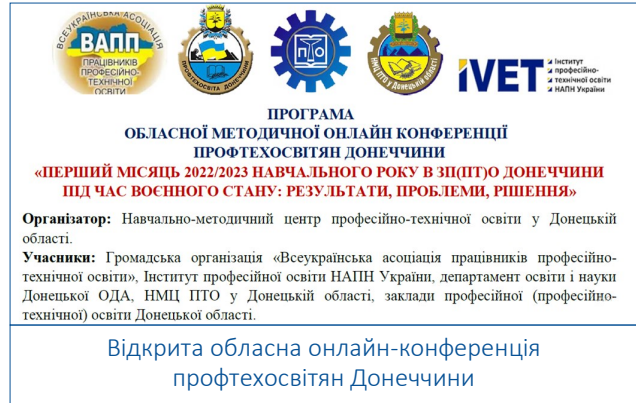 ВСЕУКРАЇНСЬКА АСОЦІАЦІЯ
ВАПП
ПРАЦІВНИКІВ
ПРОФЕСІЙНО-
ТЕХНІЧНОЇ
ОСВІТИ
ПРОФТЕХОСВІТА ДОНЕЧЧИНИ
ПТО
НМЦ ПТО у Донецькій області
IVET
Інститут
професійно-
технічної освіти
НАПН України
ПРОГРАМА
ОБЛАСНОЇ МЕТОДИЧНОЇ ОНЛАЙН КОНФЕРЕНЦІЇ
ПРОФТЕХОСВІТЯН ДОНЕЧЧИНИ
«ПЕРШИЙ МІСЯЦЬ 2022/2023 НАВЧАЛЬНОГО РОКУ В ЗП(ПТ)О ДОНЕЧЧИНИ
ПІД ЧАС ВОЄННОГО СТАНУ: РЕЗУЛЬТАТИ, ПРОБЛЕМИ, РІШЕННЯ»
Організатор: Навчально-методичний центр професійно-технічної освіти у Донецькій
області.
Учасники: Громадська організація «Всеукраїнська асоціація працівників професійно-
технічної освіти», Інститут професійної освіти НАПН України, департамент освіти і науки
Донецької ОДА, НМЦ ПТО у Донецькій області, заклади професійної (професійно-
технічної) освіти Донецької області.
Відкрита обласна онлайн-конференція
профтехосвітян Донеччини